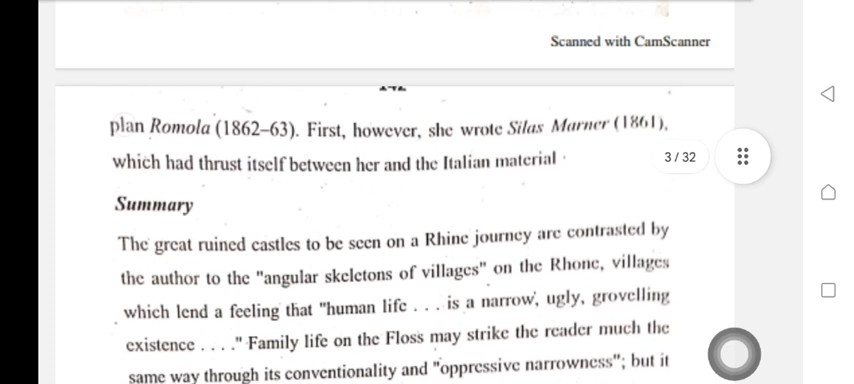 Scanned with CamScanner
plan Romola (1862–63). First, however, she wrote Silas Marner (1861),
which had thrust itself between her and the Italian material
3 / 32
Summary
The great ruined castles to be seen on a Rhine journey are contrasted by
the author to the "angular skeletons of villages" on the Rhone, villages
which lend a feeling that "human life . . . is a narrow, ugly, grovelling
existence . . . ." Family life on the Floss may strike the reader much the
same way through its conventionality and "oppressive narrowness"; but it